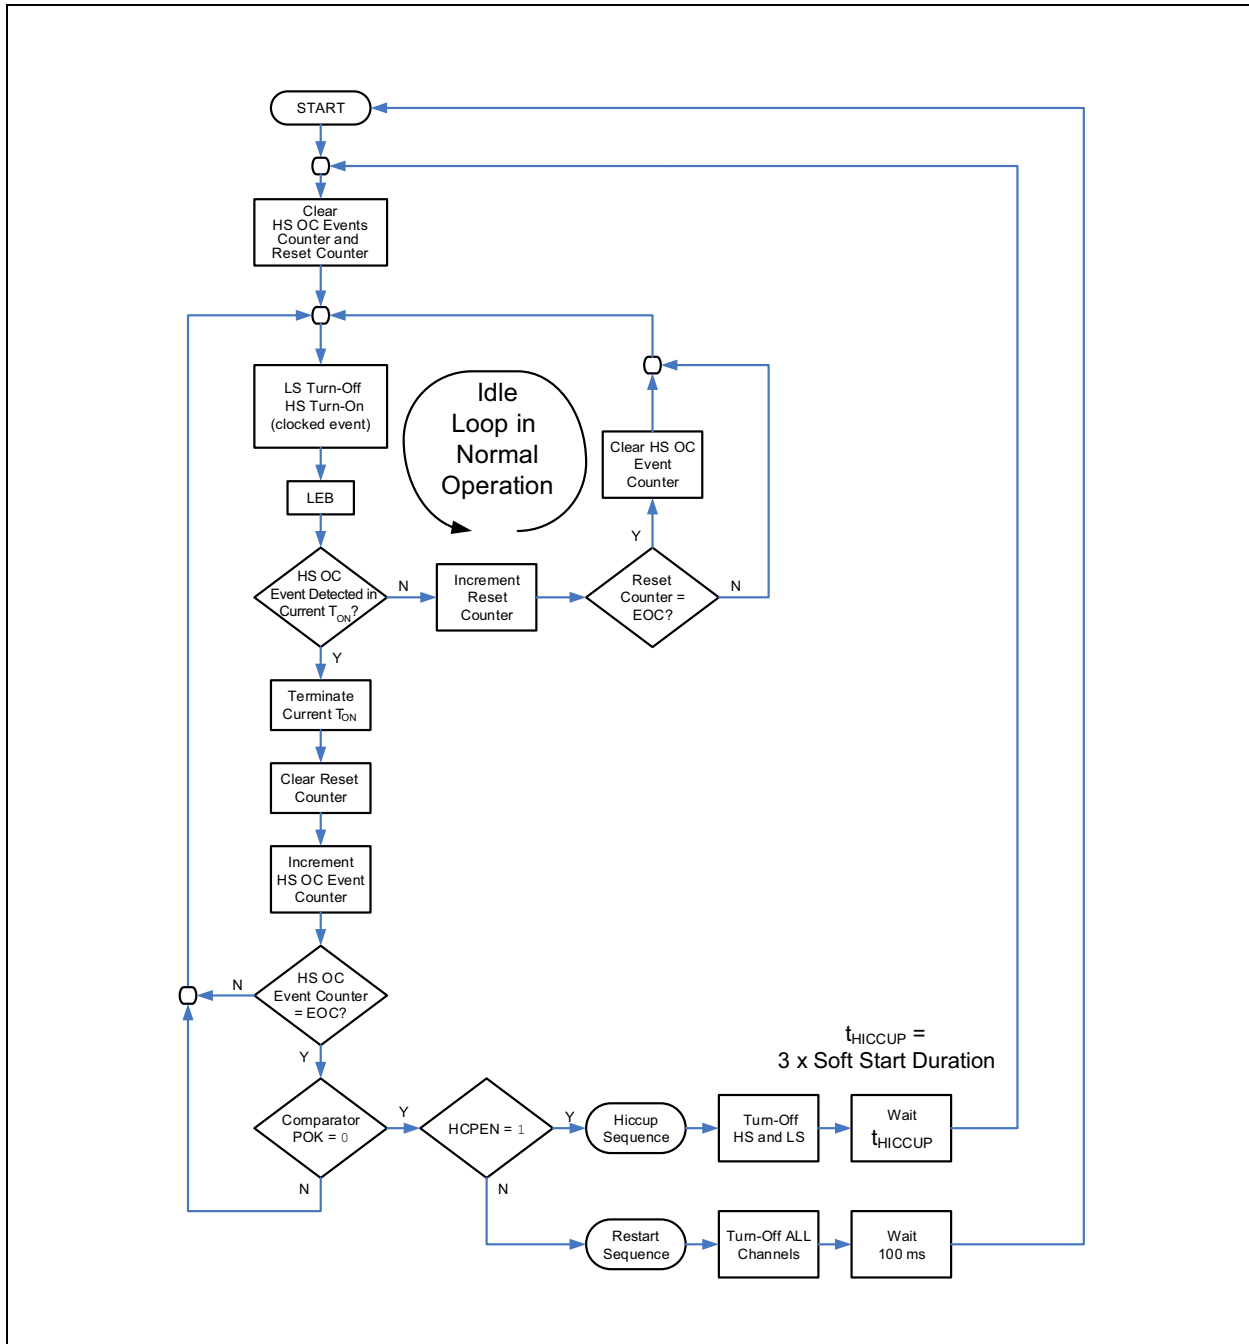 START
Clear
HS OC Events
Counter and
Reset Counter
LS Turn-Off
HS Turn-On
(clocked event)
Idle
Loop in
Normal
Operation
Clear HS OC
Event
Counter
LEB
Y
HS OC
Event Detected in
Current TON?
N
Increment
Reset
Counter
Reset
Counter =
EOC?
N
Y
Terminate
Current TON
Clear Reset
Counter
Increment
HS OC Event
Counter
HS OC
Event Counter
= EOC?
N
Y
tHICCUP =
3 x Soft Start Duration
Comparator
POK = 0
Y
N
HCPEN = 1
Y
N
Hiccup
Sequence
Turn-Off
HS and LS
Wait
tHICCUP
Restart
Sequence
Turn-Off ALL
Channels
Wait
100 ms